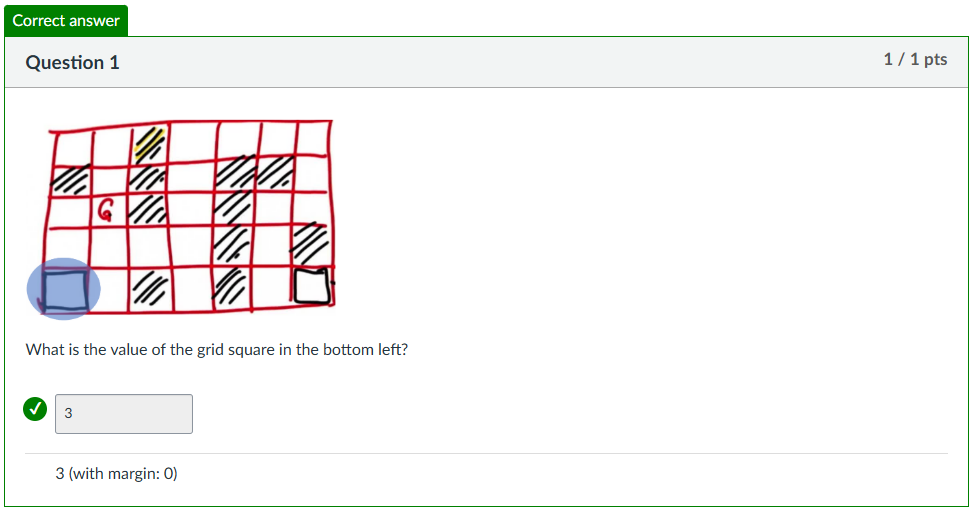 Correct answer
Question 1
1 / 1 pts
G
What is the value of the grid square in the bottom left?
3
3 (with margin: 0)